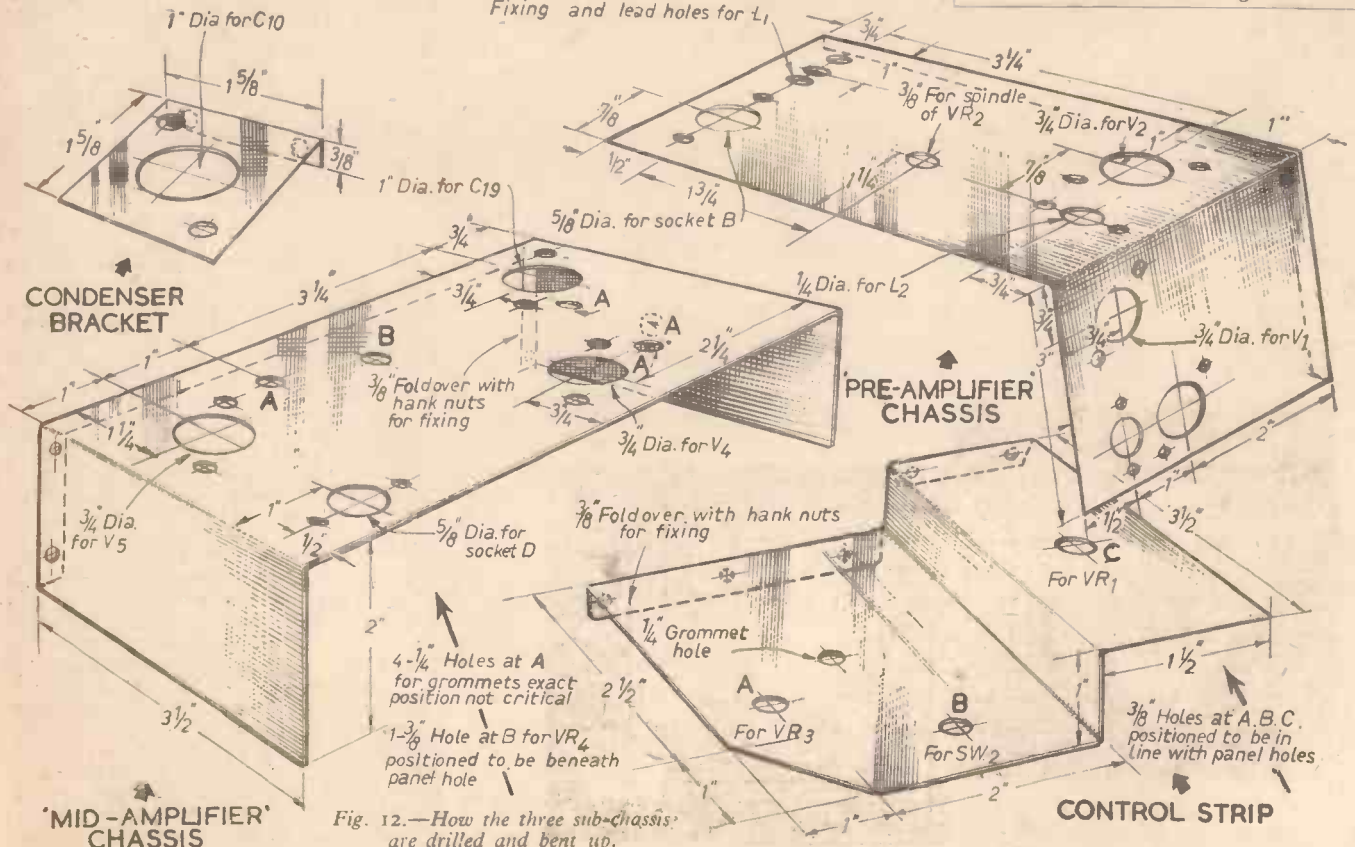 1" Dia for C10
1 5/8"
1 5/8"
3/8"
CONDENSER
BRACKET
Fixing and lead holes for L1
3/4"
3 1/4"
1"
3/8" For spindle
of VR2
3/4" Dia. for V2
1"
1"
7/8"
1/2"
1 3/4"
1 1/4"
7/8"
5/8" Dia. for socket B
1/4 Dia. for L2
3/4"
3/4"
3"
3/4"
3/4" Dia. for V1
'PRE-AMPLIFIER'
CHASSIS
2"
1"
1/2"
3 1/2"
1" Dia. for C19
3/4"
3 1/4"
3/4"
A
A
A
B
1"
1"
1 1/4"
A
2 1/4"
3/8" Foldover with
hank nuts
for fixing
3/4"
3/4" Dia. for V4
3/4" Dia.
for V5
1"
1/2"
5/8" Dia. for
socket D
2"
3 1/2"
4-1/4" Holes at A
for grommets exact
position not critical
1-3/8" Hole at B for VR4
positioned to be beneath
panel hole
'MID-AMPLIFIER'
CHASSIS
3/8" Foldover with hank nuts
for fixing
C
For VR1
1/4" Grommet
hole
A
For VR3
B
For SW2
2 1/2"
1"
1"
2"
1"
1 1/2"
3/8" Holes at A.B.C.
positioned to be in
line with panel holes
CONTROL STRIP
Fig. 12.—How the three sub-chassis
are drilled and bent up.